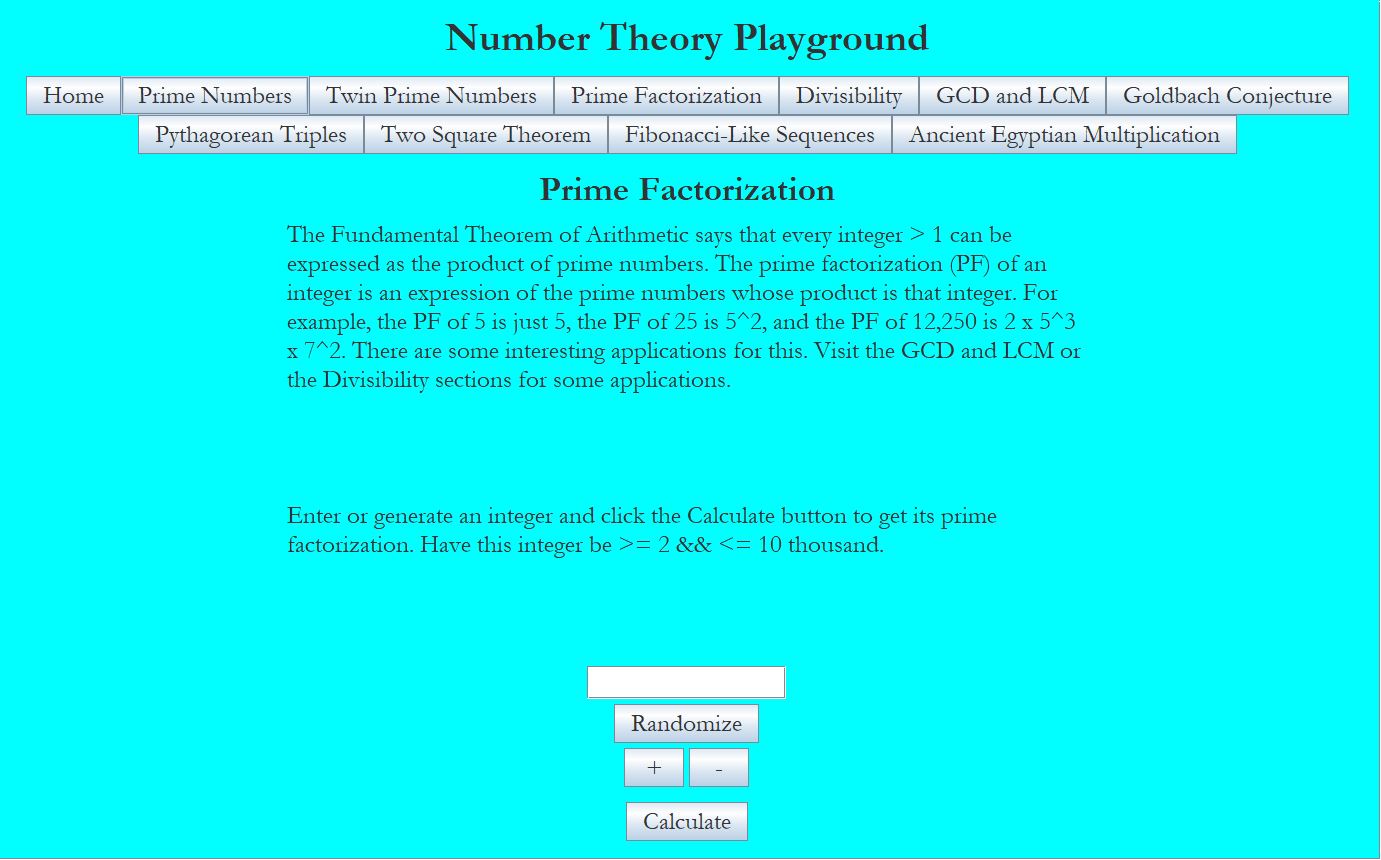 Number Theory Playground
Home Prime Numbers Twin Prime Numbers Prime Factorization Divisibility GCD and LCM Goldbach Conjecture
Pythagorean Triples Two Square Theorem Fibonacci-Like Sequences Ancient Egyptian Multiplication
Prime Factorization
The Fundamental Theorem of Arithmetic says that every integer > 1 can be
expressed as the product of prime numbers. The prime factorization (PF) of an
integer is an expression of the prime numbers whose product is that integer. For
example, the PF of 5 is just 5, the PF of 25 is 5^2, and the PF of 12,250 is 2 x 5^3
x 7^2. There are some interesting applications for this. Visit the GCD and LCM or
the Divisibility sections for some applications.
Enter or generate an integer and click the Calculate button to get its prime
factorization. Have this integer be >= 2 && <= 10 thousand.
Randomize
+ -
Calculate